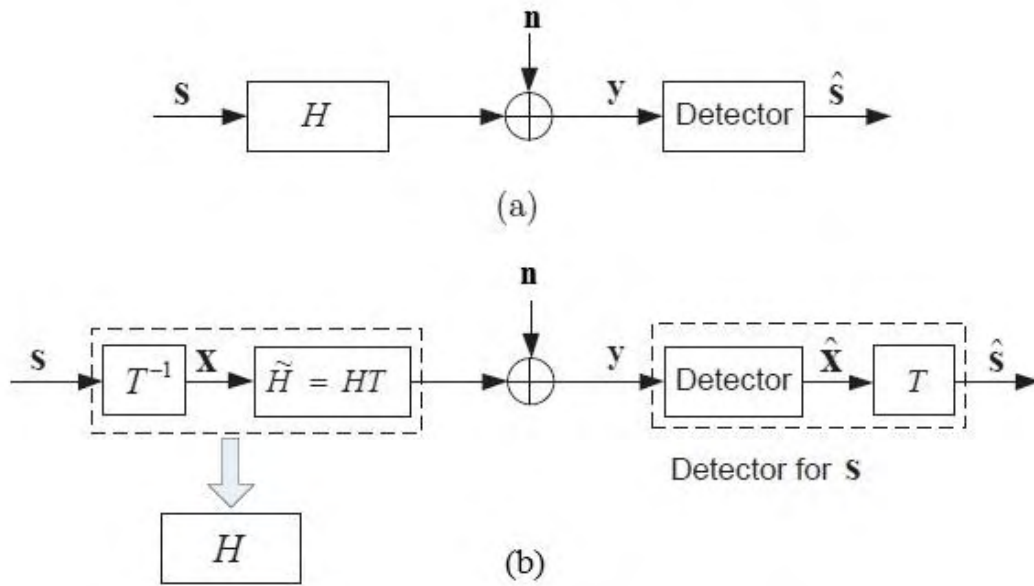 n
s H y Detector ŝ
(a)
n
s T⁻¹ x H̃ = HT y Detector x̂ T ŝ
Detector for s
H (b)